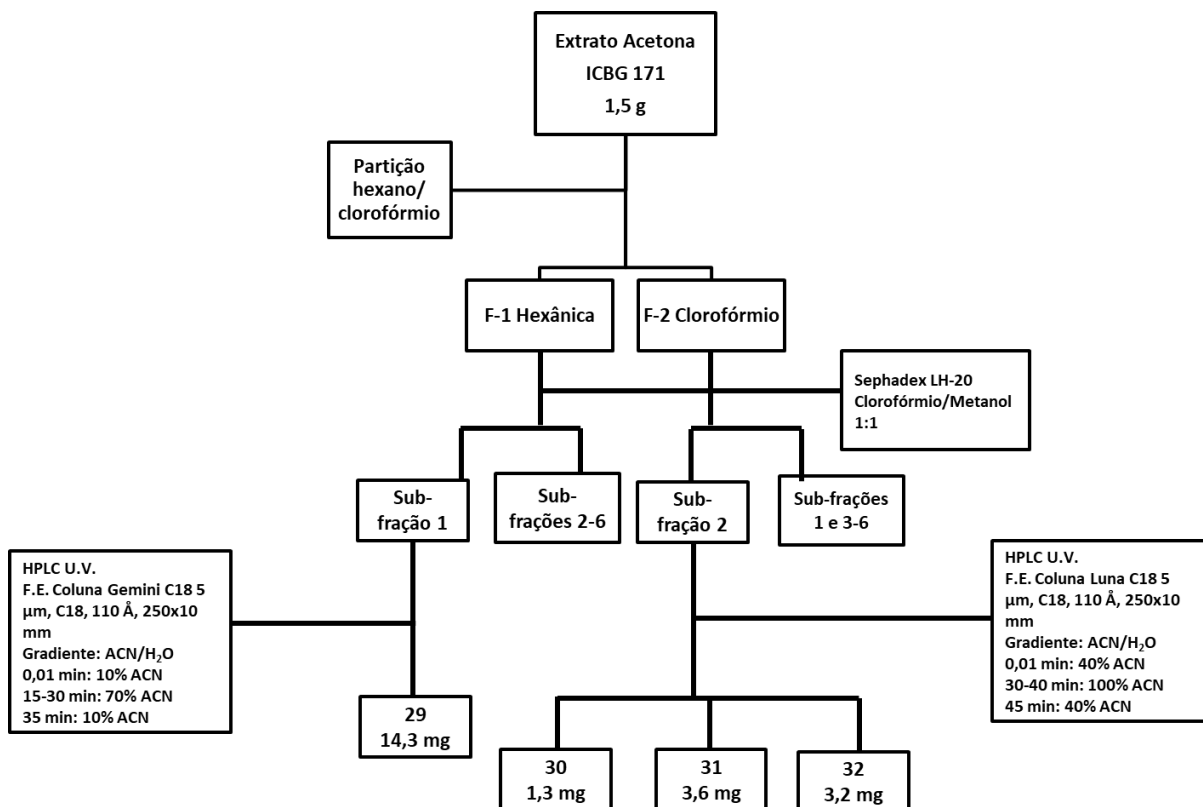 Extrato Acetona
ICBG 171
1,5 g
Partição
hexano/
clorofórmio
F-1 Hexânica
F-2 Clorofórmio
Sephadex LH-20
Clorofórmio/Metanol
1:1
Sub-
fração 1
Sub-
frações 2-6
Sub-
fração 2
Sub-frações
1 e 3-6
HPLC U.V.
F.E. Coluna Gemini C18 5
µm, C18, 110 Å, 250x10
mm
Gradiente: ACN/H₂O
0,01 min: 10% ACN
15-30 min: 70% ACN
35 min: 10% ACN
HPLC U.V.
F.E. Coluna Luna C18 5
µm, C18, 110 Å, 250x10
mm
Gradiente: ACN/H₂O
0,01 min: 40% ACN
30-40 min: 100% ACN
45 min: 40% ACN
29
14,3 mg
30
1,3 mg
31
3,6 mg
32
3,2 mg